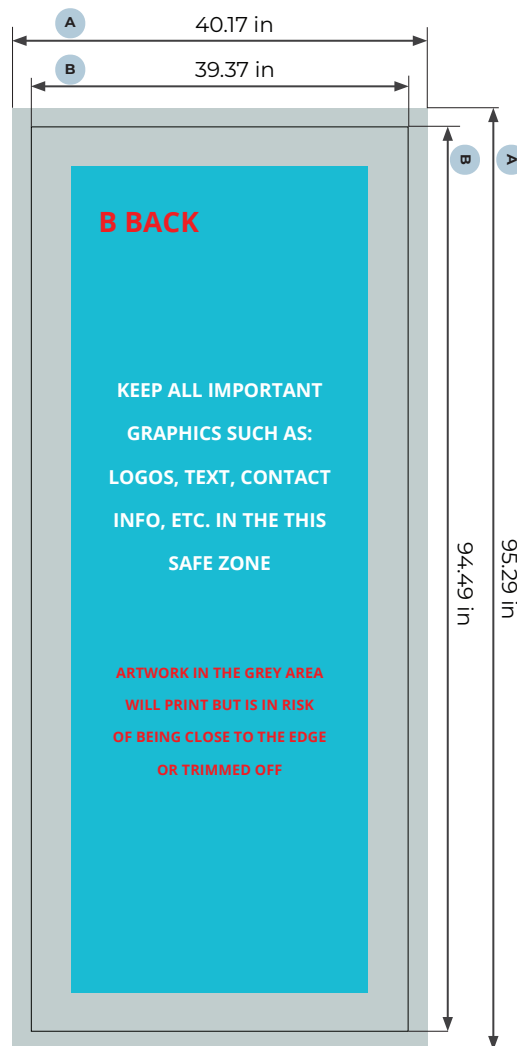 A
40.17 in
B
39.37 in
B
A
B BACK
KEEP ALL IMPORTANT
GRAPHICS SUCH AS:
LOGOS, TEXT, CONTACT
INFO, ETC. IN THE THIS
SAFE ZONE
94.49 in
95.29 in
ARTWORK IN THE GREY AREA
WILL PRINT BUT IS IN RISK
OF BEING CLOSE TO THE EDGE
OR TRIMMED OFF